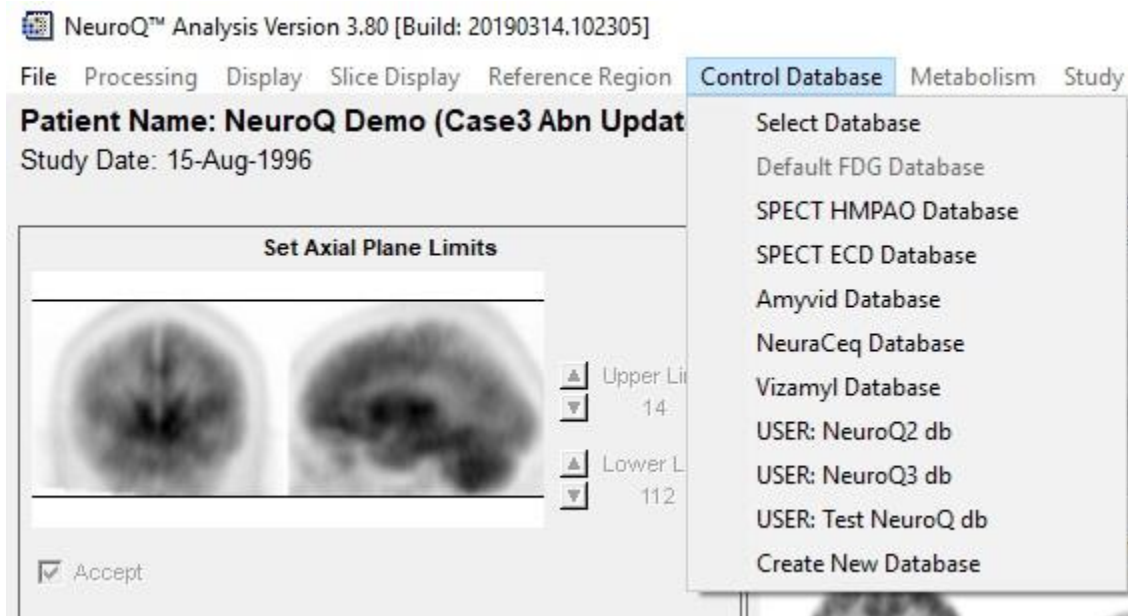 NeuroQ™ Analysis Version 3.80 [Build: 20190314.102305]
File Processing Display Slice Display Reference Region Control Database Metabolism Study
Patient Name: NeuroQ Demo (Case3 Abn Updat
Study Date: 15-Aug-1996
Set Axial Plane Limits
Upper Li
14
Lower L
112
Accept
Select Database
Default FDG Database
SPECT HMPAO Database
SPECT ECD Database
Amyvid Database
NeuraCeq Database
Vizamyl Database
USER: NeuroQ2 db
USER: NeuroQ3 db
USER: Test NeuroQ db
Create New Database